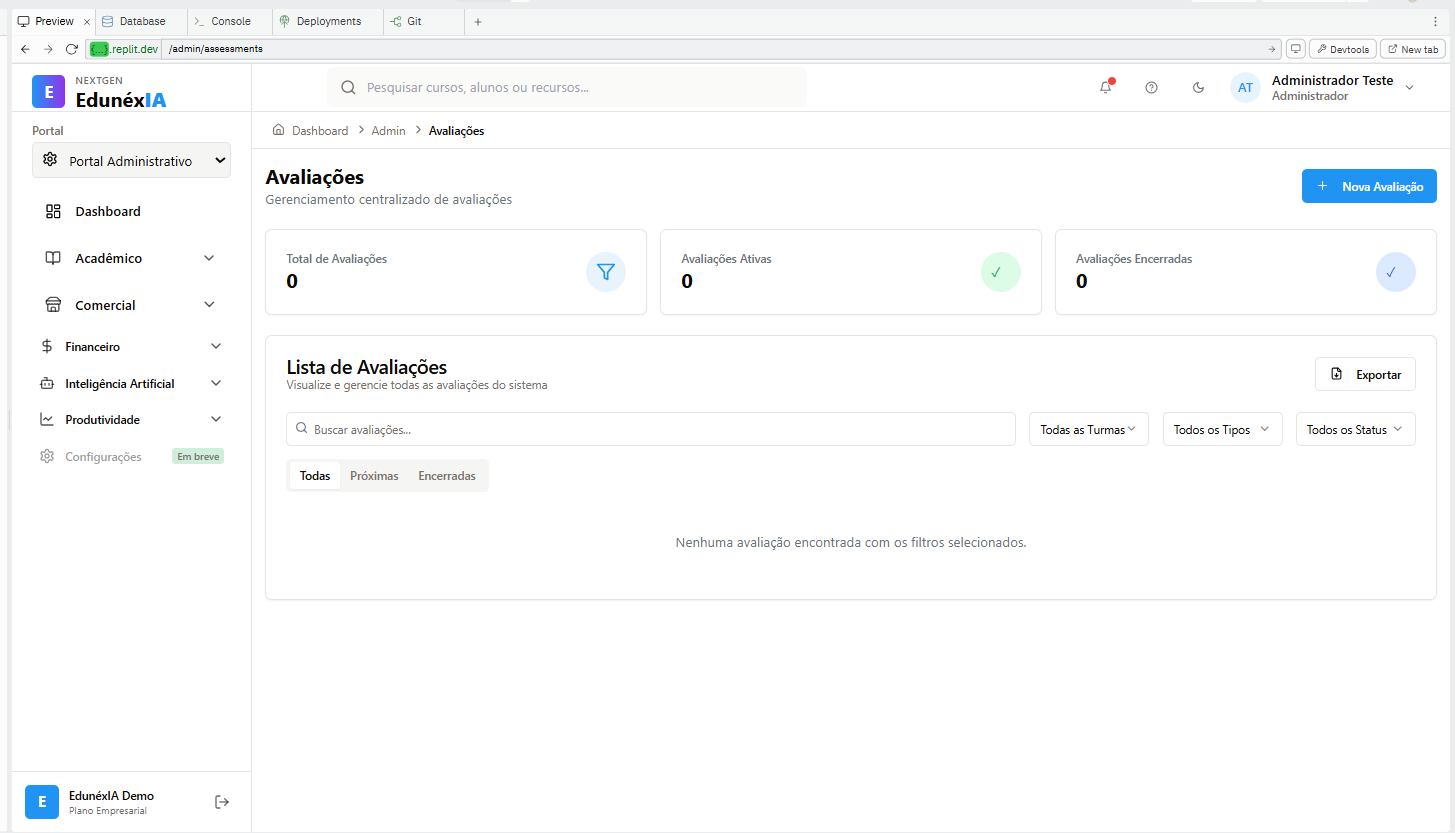 Preview
Database
Console
Deployments
Git
{...}.replit.dev
/admin/assessments
Devtools
New tab
E
NEXTGEN
EdunéxIA
Pesquisar cursos, alunos ou recursos...
AT
Administrador Teste
Administrador
Portal
Portal Administrativo
Dashboard
Acadêmico
Comercial
Financeiro
Inteligência Artificial
Produtividade
Configurações
Em breve
E
EdunéxIA Demo
Plano Empresarial
Dashboard
Admin
Avaliações
Avaliações
Gerenciamento centralizado de avaliações
Nova Avaliação
Total de Avaliações
0
Avaliações Ativas
0
Avaliações Encerradas
0
Lista de Avaliações
Visualize e gerencie todas as avaliações do sistema
Exportar
Buscar avaliações...
Todas as Turmas
Todos os Tipos
Todos os Status
Todas
Próximas
Encerradas
Nenhuma avaliação encontrada com os filtros selecionados.